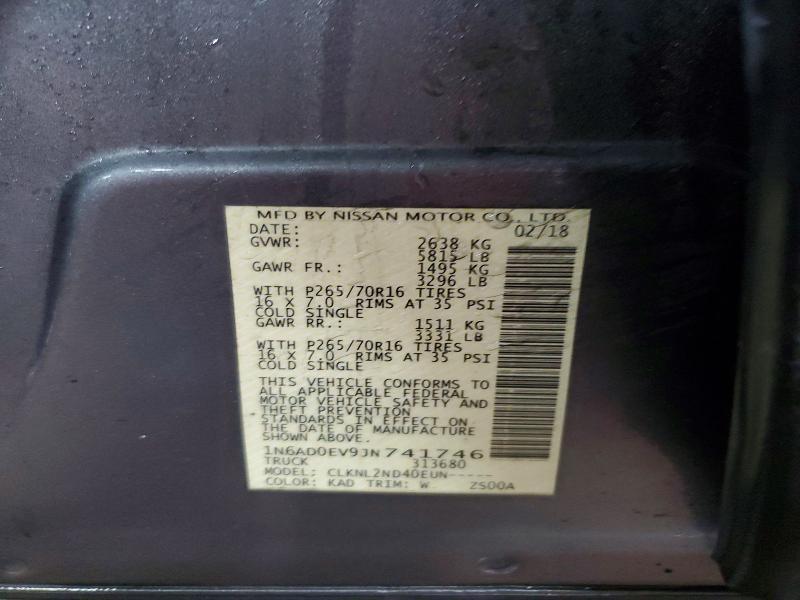 MFD BY NISSAN MOTOR CO., LTD.
DATE: 02/18
GVWR: 2638 KG
5815 LB
GAWR FR.: 1495 KG
3296 LB
WITH P265/70R16 TIRES
16 X 7.0 RIMS AT 35 PSI
COLD SINGLE
GAWR RR.: 1511 KG
3331 LB
WITH P265/70R16 TIRES
16 X 7.0 RIMS AT 35 PSI
COLD SINGLE
THIS VEHICLE CONFORMS TO
ALL APPLICABLE FEDERAL
MOTOR VEHICLE SAFETY AND
THEFT PREVENTION
STANDARDS IN EFFECT ON
THE DATE OF MANUFACTURE
SHOWN ABOVE.
1N6AD0EV9JN741746
TRUCK 313680
MODEL: CLKNL2ND40EUN-----
COLOR: KAD TRIM: W ZS00A